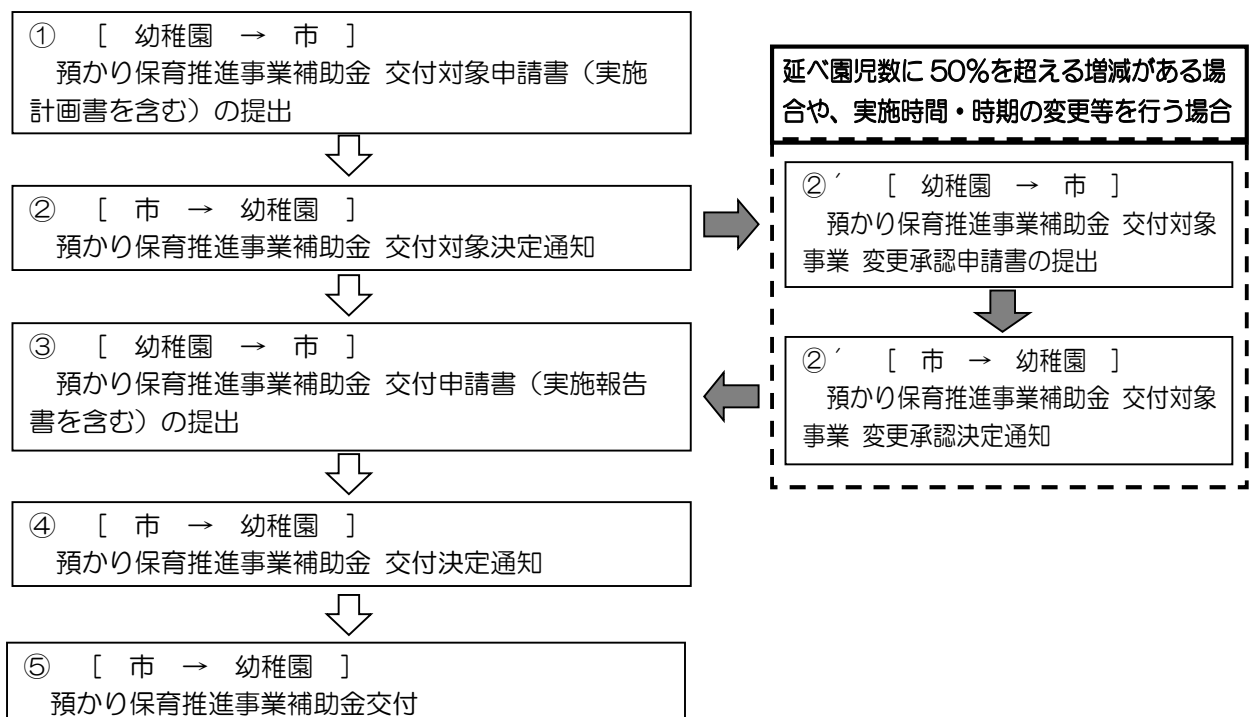 ① [ 幼稚園 → 市 ]
預かり保育推進事業補助金 交付対象申請書（実施
計画書を含む）の提出
② [ 市 → 幼稚園 ]
預かり保育推進事業補助金 交付対象決定通知
延べ園児数に 50%を超える増減がある場
合や、実施時間・時期の変更等を行う場合
②´ [ 幼稚園 → 市 ]
預かり保育推進事業補助金 交付対象
事業 変更承認申請書の提出
②´ [ 市 → 幼稚園 ]
預かり保育推進事業補助金 交付対象
事業 変更承認決定通知
③ [ 幼稚園 → 市 ]
預かり保育推進事業補助金 交付申請書（実施報告
書を含む）の提出
④ [ 市 → 幼稚園 ]
預かり保育推進事業補助金 交付決定通知
⑤ [ 市 → 幼稚園 ]
預かり保育推進事業補助金交付